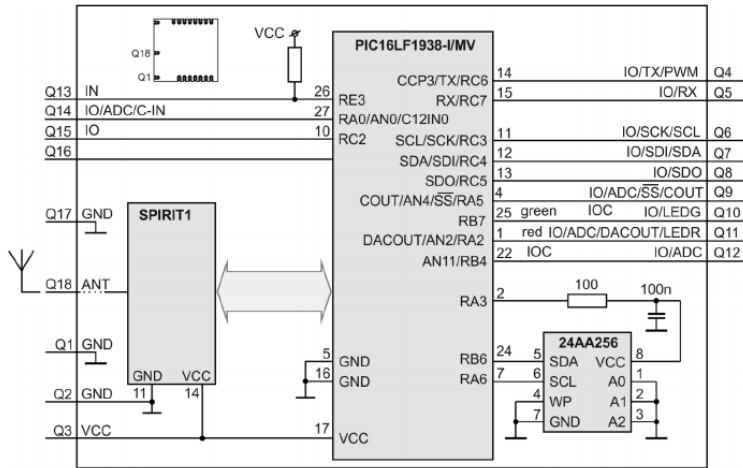 VCC
Q18
Q1
PIC16LF1938-I/MV
Q13 IN 26 RE3
Q14 IO/ADC/C-IN 27 RA0/AN0/C12IN0
Q15 IO 10 RC2
Q16
CCP3/TX/RC6 14 IO/TX/PWM Q4
RX/RC7 15 IO/RX Q5
SCL/SCK/RC3 11 IO/SCK/SCL Q6
SDA/SDI/RC4 12 IO/SDI/SDA Q7
SDO/RC5 13 IO/SDO Q8
COUT/AN4/SS/RA5 4 IO/ADC/SS/COUT Q9
RB7 25 green IOC IO/LEDG Q10
DACOUT/AN2/RA2 1 red IO/ADC/DACOUT/LEDR Q11
AN11/RB4 22 IOC IO/ADC Q12
Q17 GND
SPIRIT1
Q18 ANT
Q1 GND
Q2 GND
Q3 VCC
GND VCC
11 14
5 GND
16 GND
17 VCC
RA3 2 100 100n
24AA256
RB6 24 5 SDA VCC 8
RA6 7 6 SCL A0 1
4 WP A1 2
7 GND A2 3